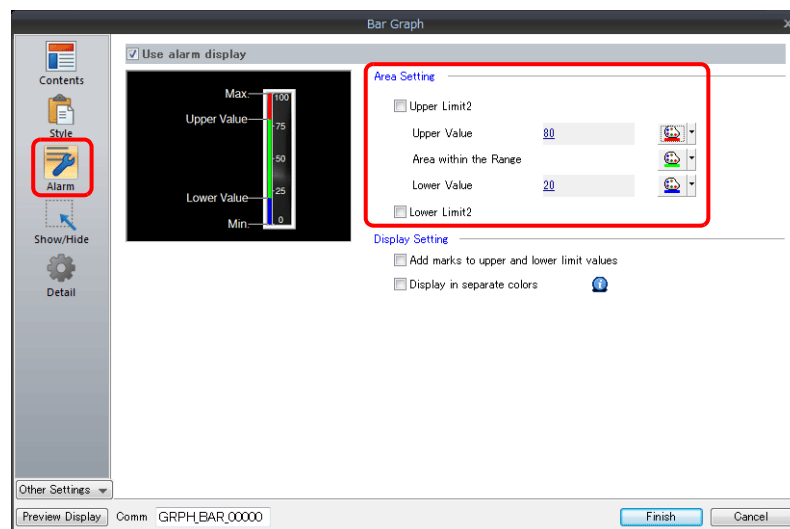 Bar Graph
Contents
Style
Alarm
Show/Hide
Detail
Other Settings
Use alarm display
Max.
100
Upper Value
75
50
Lower Value
25
Min.
0
Area Setting
Upper Limit2
Upper Value 80
Area within the Range
Lower Value 20
Lower Limit2
Display Setting
Add marks to upper and lower limit values
Display in separate colors
Preview Display Comm GRPH_BAR_00000 Finish Cancel